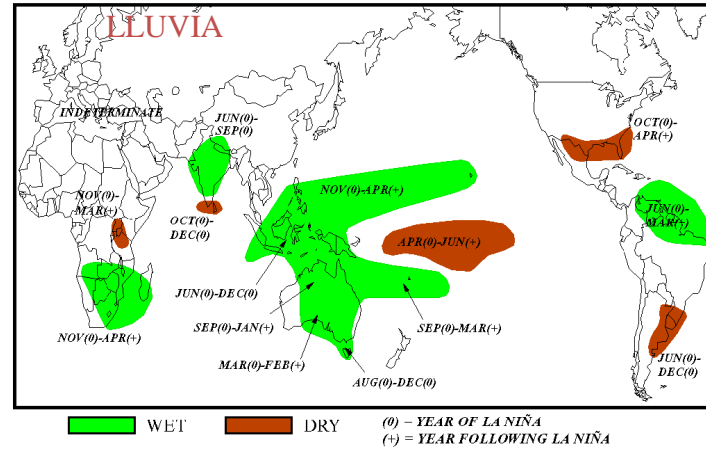 LLUVIA
INDETERMINATE
JUN(0)-
SEP(0)
OCT(0)-
APR(+)
NOV(0)-
MAR(+)
NOV(0)-APR(+)
JUN(0)-
MAR(+)
OCT(0)-
DEC(0)
APR(0)-JUN(+)
JUN(0)-DEC(0)
SEP(0)-JAN(+)
SEP(0)-MAR(+)
NOV(0)-APR(+)
MAR(0)-FEB(+)
AUG(0)-DEC(0)
JUN(0)-
DEC(0)
WET
DRY
(0) – YEAR OF LA NIÑA
(+) = YEAR FOLLOWING LA NIÑA